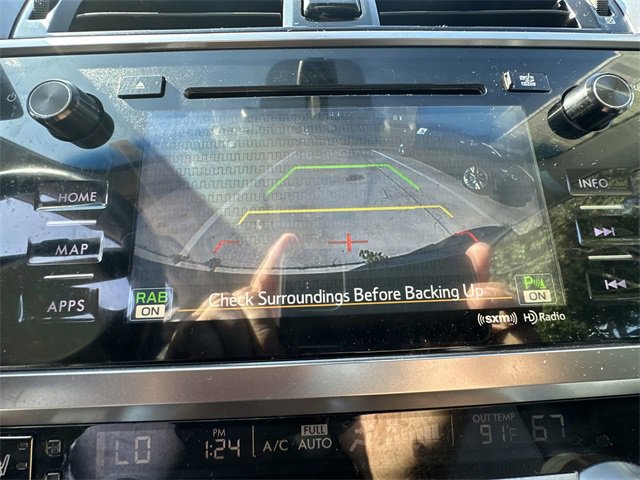 HOME
MAP
APPS
INFO
RAB
ON
Check Surroundings Before Backing Up
P
ON
((sxm)) HD Radio
LO
PM
1:24
A/C
FULL
AUTO
OUT TEMP
91F
67